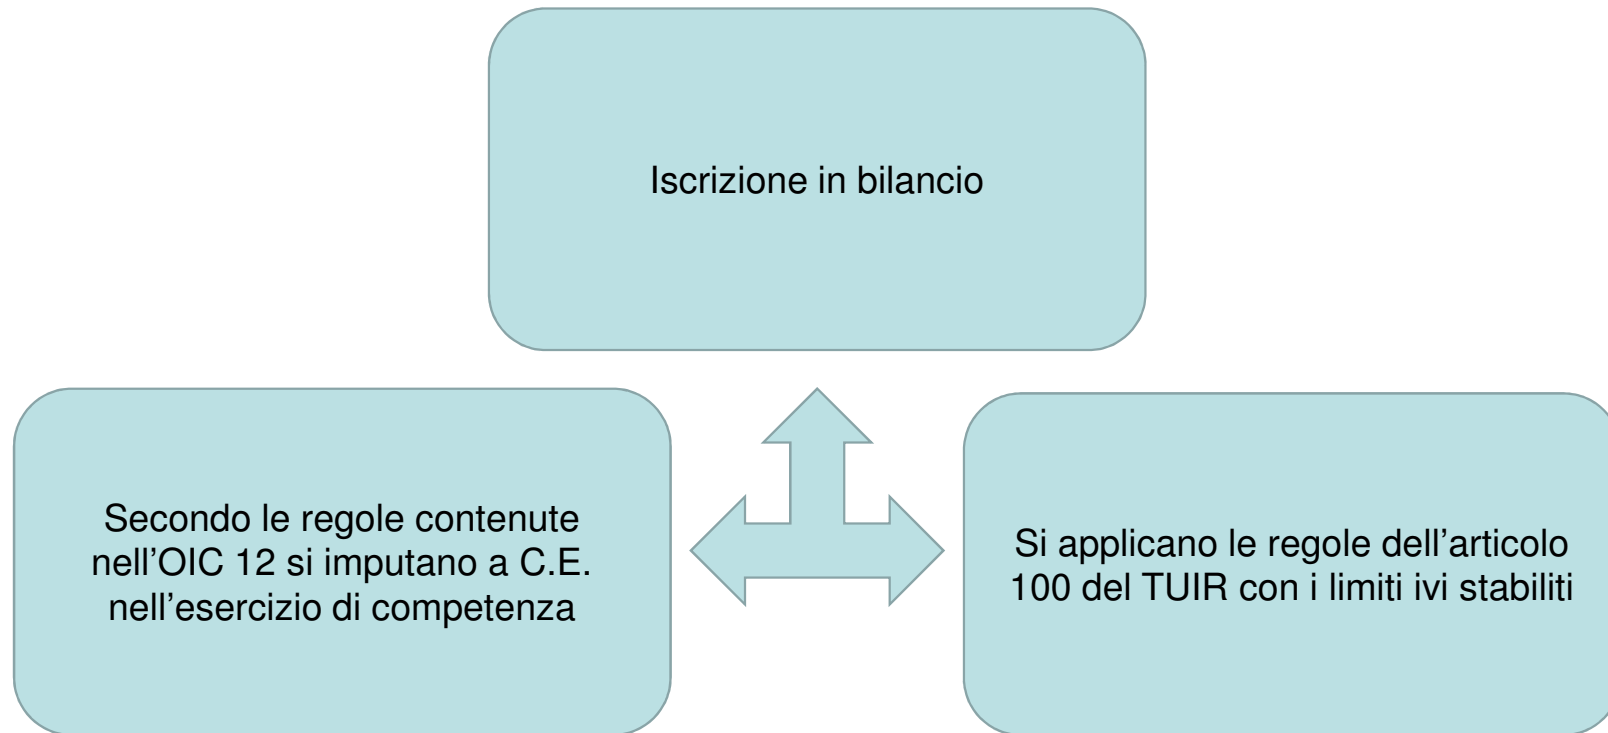 Iscrizione in bilancio
Secondo le regole contenute
nell’OIC 12 si imputano a C.E.
nell’esercizio di competenza
Si applicano le regole dell’articolo
100 del TUIR con i limiti ivi stabiliti